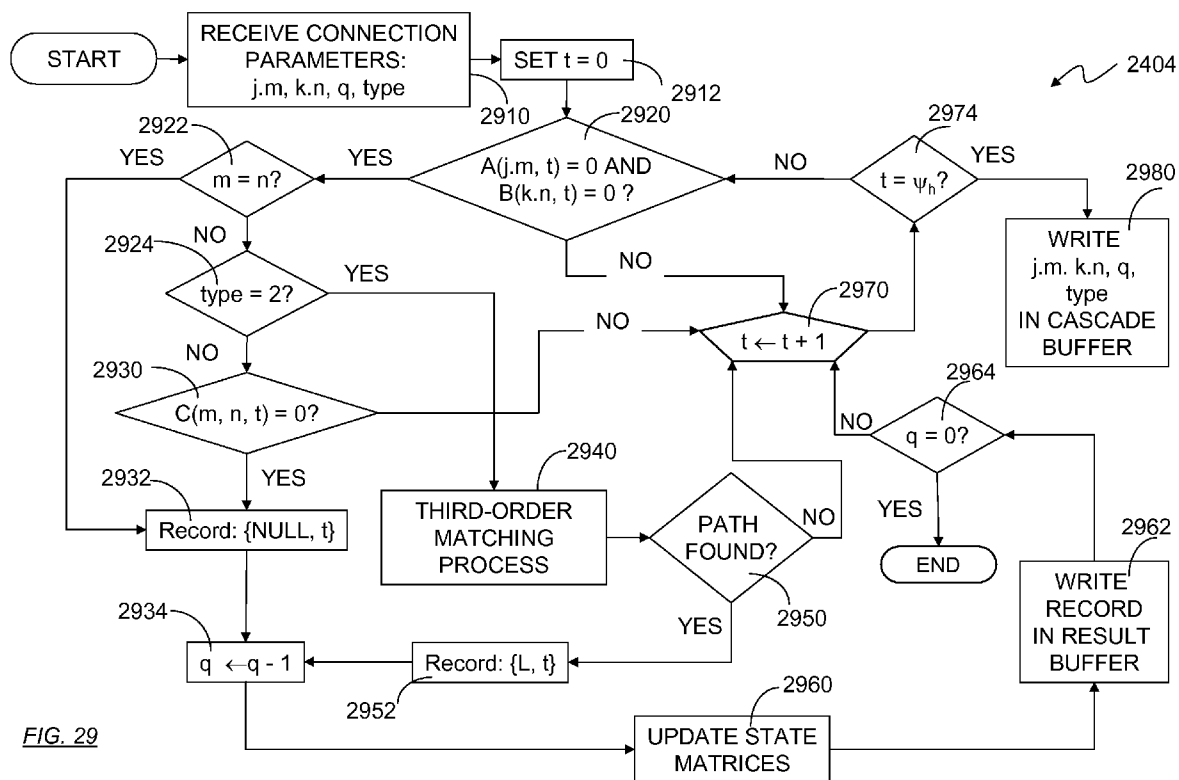 START
RECEIVE CONNECTION
PARAMETERS:
j.m, k.n, q, type
2910
SET t = 0
2912
2404
2920
A(j.m, t) = 0 AND
B(k.n, t) = 0 ?
YES
NO
2922
YES
m = n?
NO
2974
NO
t = ψh?
YES
2980
WRITE
j.m. k.n, q,
type
IN CASCADE
BUFFER
2924
type = 2?
YES
NO
2970
t ← t + 1
NO
2930
C(m, n, t) = 0?
YES
2964
NO
q = 0?
YES
END
2932
Record: {NULL, t}
2940
THIRD-ORDER
MATCHING
PROCESS
PATH
FOUND?
NO
2950
YES
2962
WRITE
RECORD
IN RESULT
BUFFER
2934
q ←q - 1
Record: {L, t}
2952
2960
UPDATE STATE
MATRICES
FIG. 29